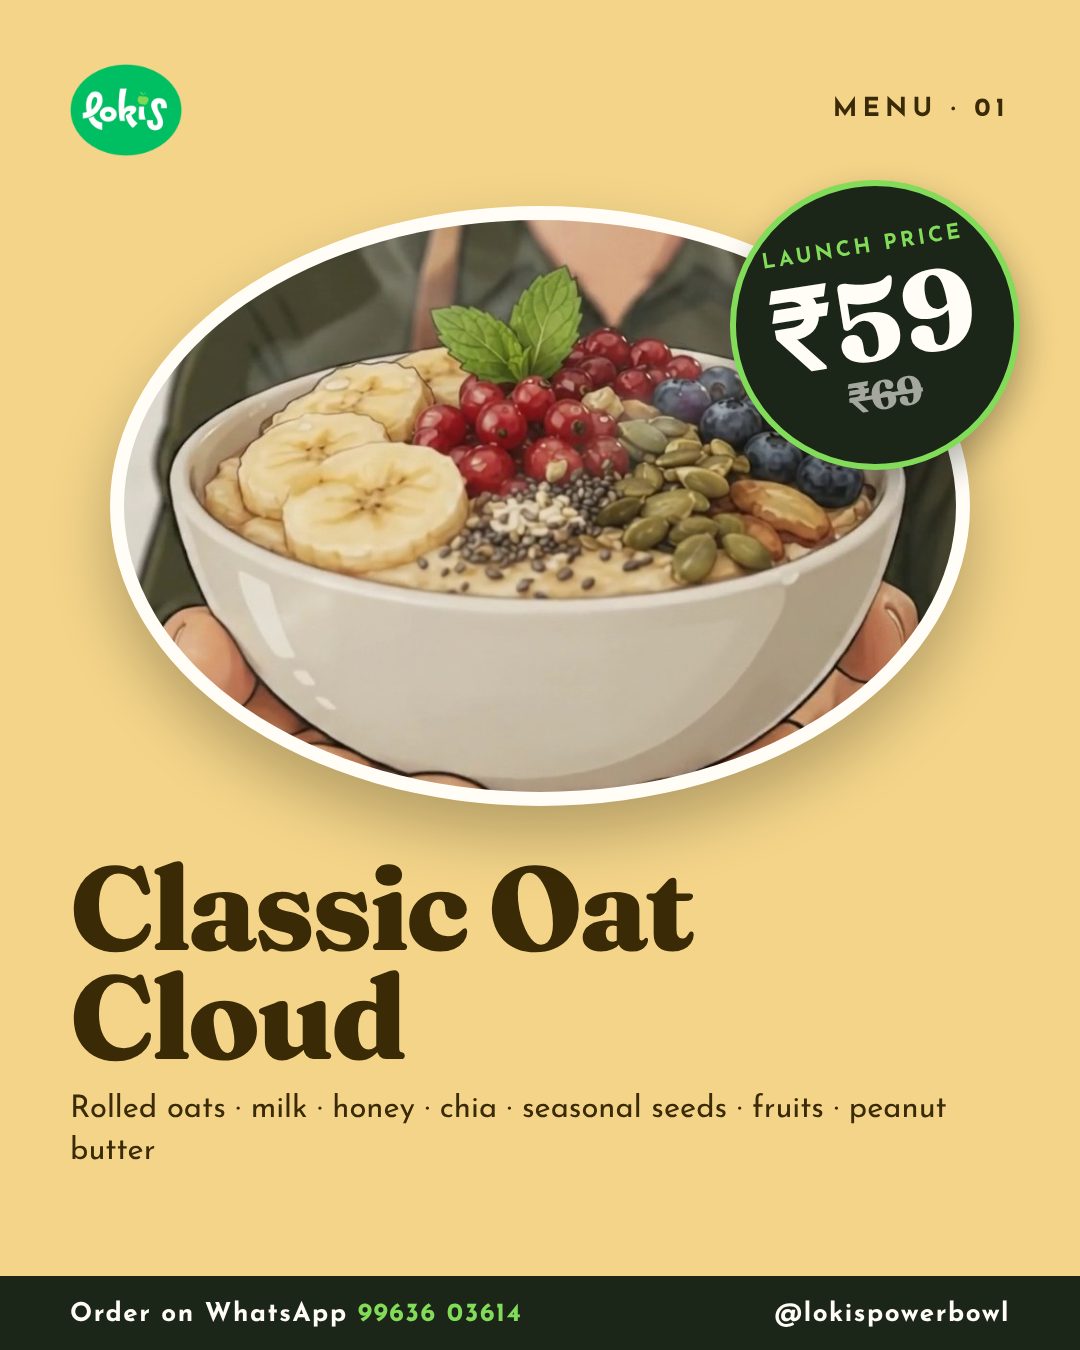 lokis
MENU · 01
LAUNCH PRICE
₹59
₹69
Classic Oat
Cloud
Rolled oats · milk · honey · chia · seasonal seeds · fruits · peanut
butter
Order on WhatsApp 99636 03614
@lokispowerbowl